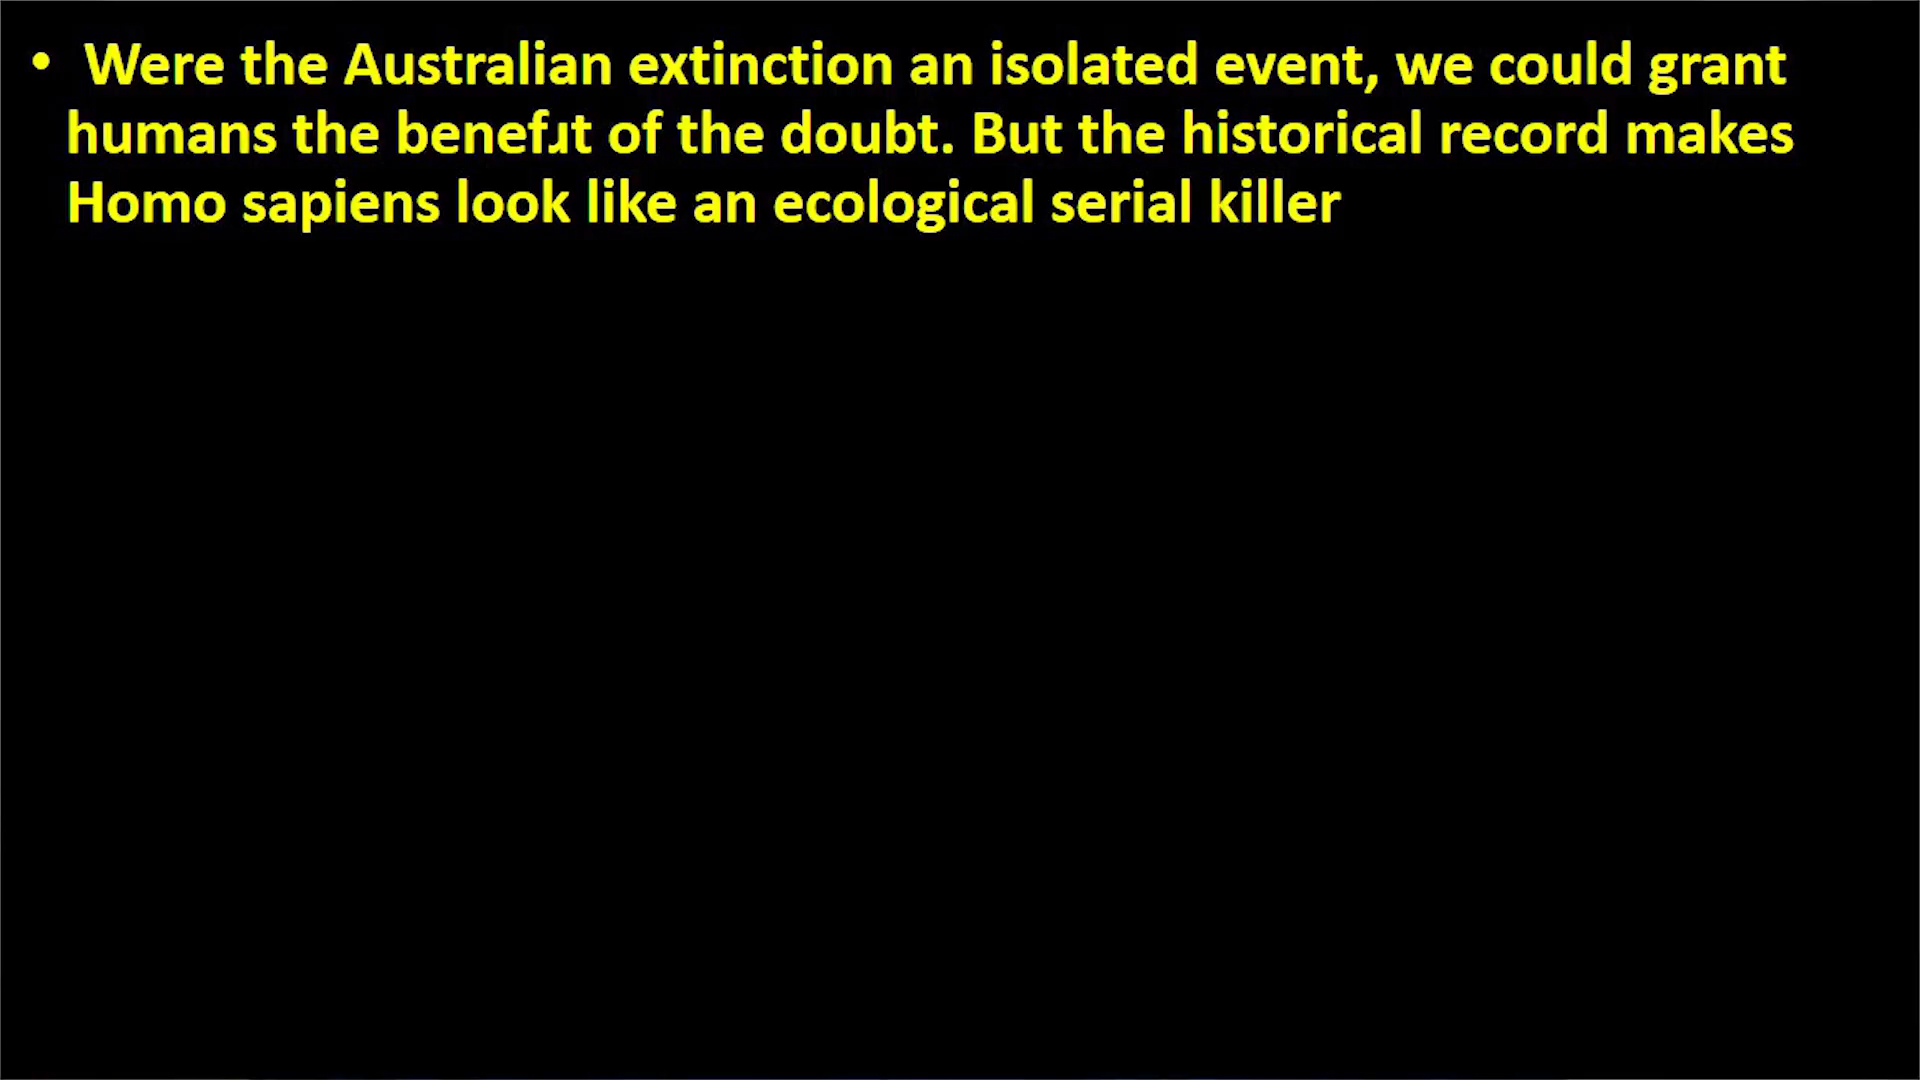 • Were the Australian extinction an isolated event, we could grant
humans the benefɹt of the doubt. But the historical record makes
Homo sapiens look like an ecological serial killer